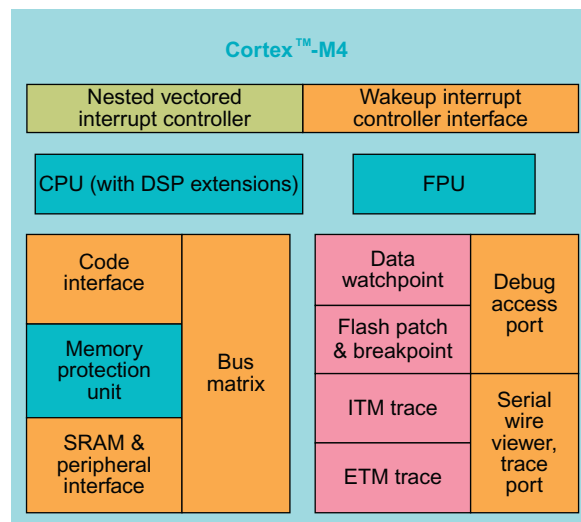 Cortex™-M4
Nested vectored
interrupt controller
Wakeup interrupt
controller interface
CPU (with DSP extensions)
FPU
Code
interface
Memory
protection
unit
SRAM &
peripheral
interface
Bus
matrix
Data
watchpoint
Flash patch
& breakpoint
ITM trace
ETM trace
Debug
access
port
Serial
wire
viewer,
trace
port